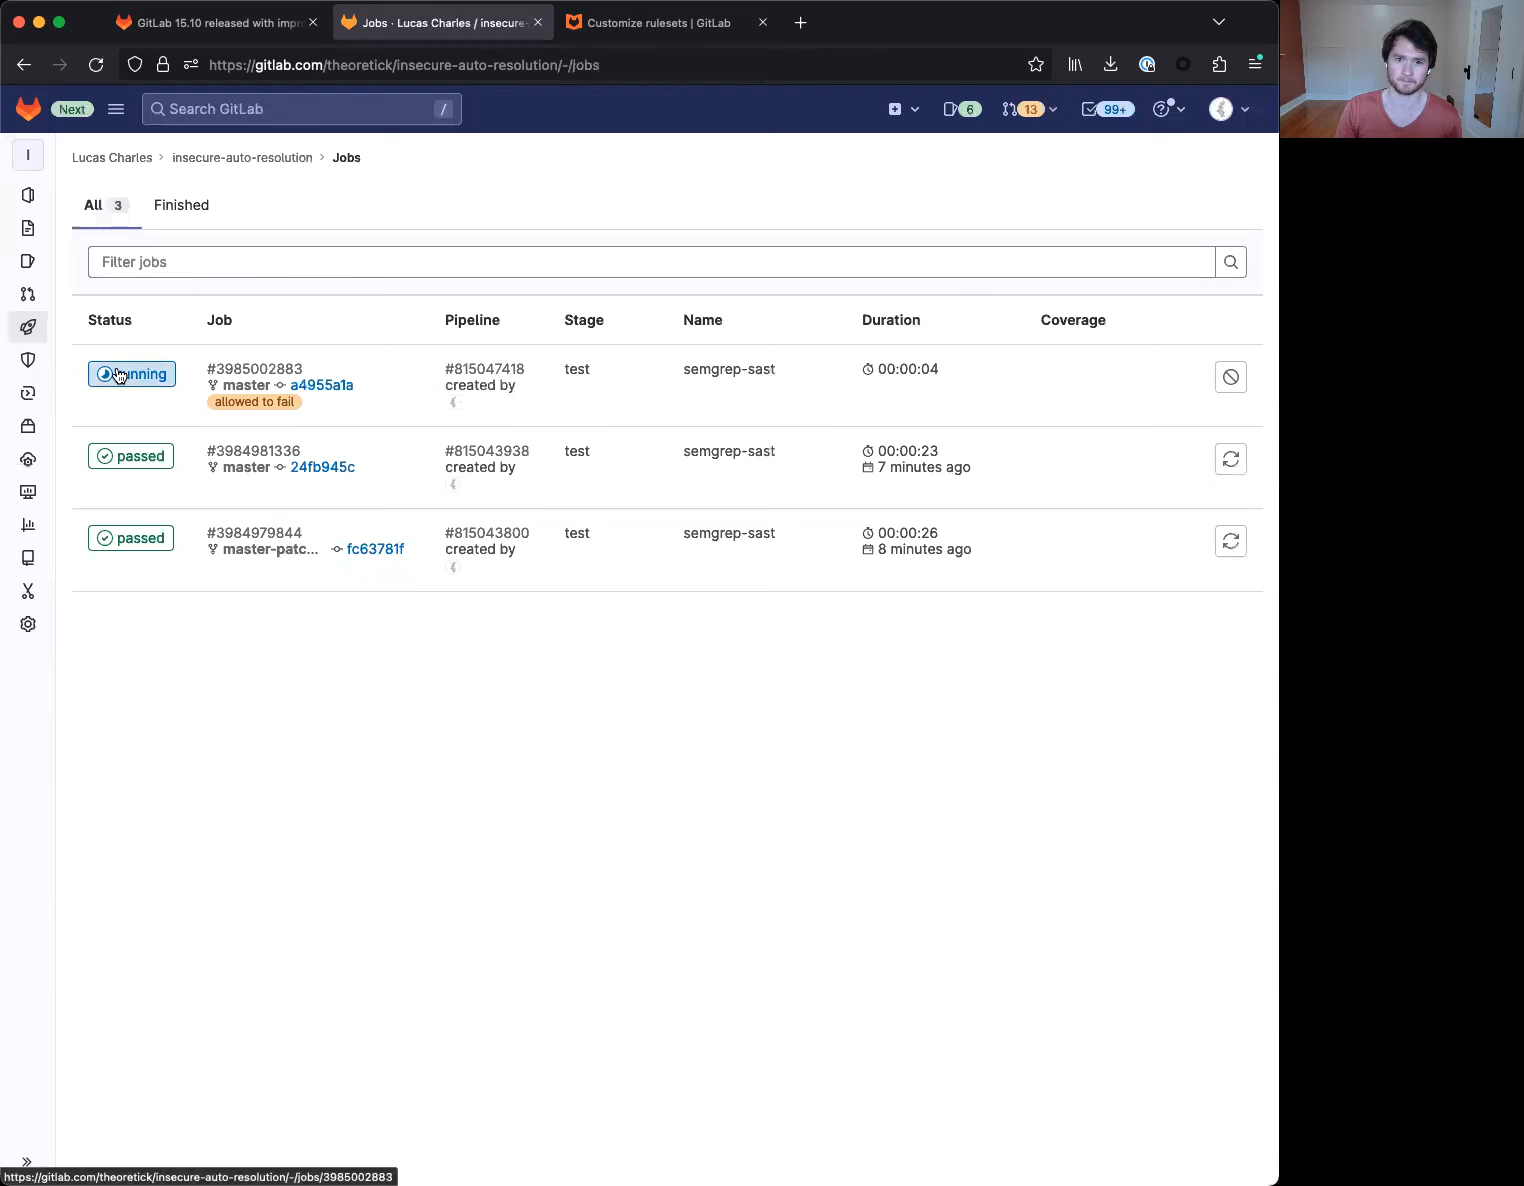 GitLab 15.10 released with impr
Jobs · Lucas Charles / insecure-
Customize rulesets | GitLab
https://gitlab.com/theoretick/insecure-auto-resolution/-/jobs
Next
Search GitLab
/
6
13
99+
I
Lucas Charles > insecure-auto-resolution > Jobs
All 3
Finished
Filter jobs
Status Job Pipeline Stage Name Duration Coverage
running #3985002883 #815047418 test semgrep-sast 00:00:04
master a4955a1a created by
allowed to fail
passed #3984981336 #815043938 test semgrep-sast 00:00:23
master 24fb945c created by 7 minutes ago
passed #3984979844 #815043800 test semgrep-sast 00:00:26
master-patc... fc63781f created by 8 minutes ago
https://gitlab.com/theoretick/insecure-auto-resolution/-/jobs/3985002883